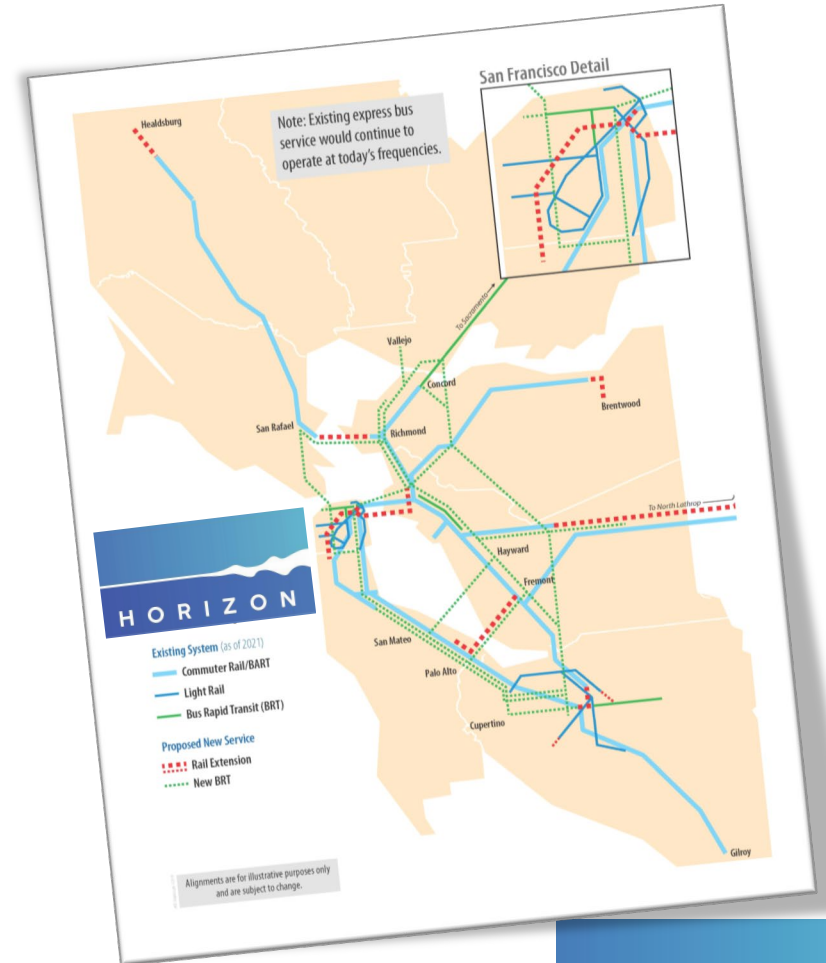 San Francisco Detail
Note: Existing express bus
service would continue to
operate at today's frequencies.
Healdsburg
To Sacramento
Vallejo
Concord
Brentwood
San Rafael
Richmond
To North Lathrop
Hayward
Fremont
San Mateo
Palo Alto
Cupertino
Gilroy
HORIZON
Existing System (as of 2021)
Commuter Rail/BART
Light Rail
Bus Rapid Transit (BRT)
Proposed New Service
Rail Extension
New BRT
Alignments are for illustrative purposes only
and are subject to change.